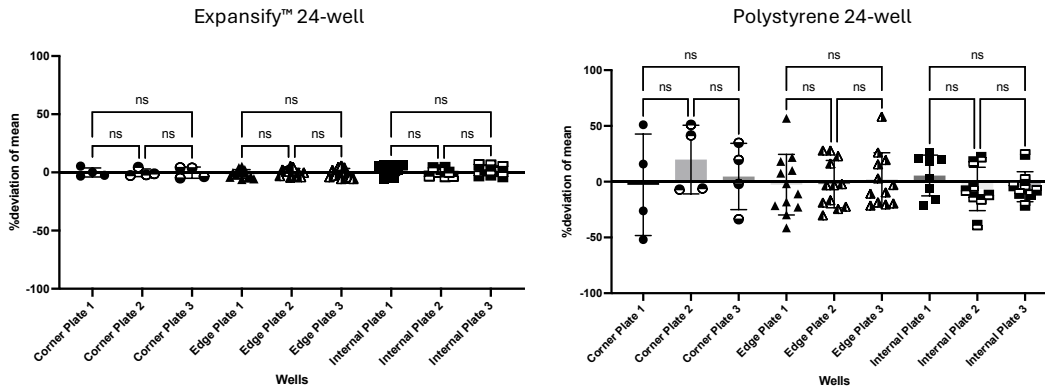 Expansify™ 24-well
100
50
0
-50
-100
%deviation of mean
ns
ns
ns
ns
ns
ns
ns
ns
ns
Corner Plate 1
Corner Plate 2
Corner Plate 3
Edge Plate 1
Edge Plate 2
Edge Plate 3
Internal Plate 1
Internal Plate 2
Internal Plate 3
Wells
Polystyrene 24-well
100
50
0
-50
-100
%deviation of mean
ns
ns
ns
ns
ns
ns
ns
ns
ns
Corner Plate 1
Corner Plate 2
Corner Plate 3
Edge Plate 1
Edge Plate 2
Edge Plate 3
Internal Plate 1
Internal Plate 2
Internal Plate 3
Wells